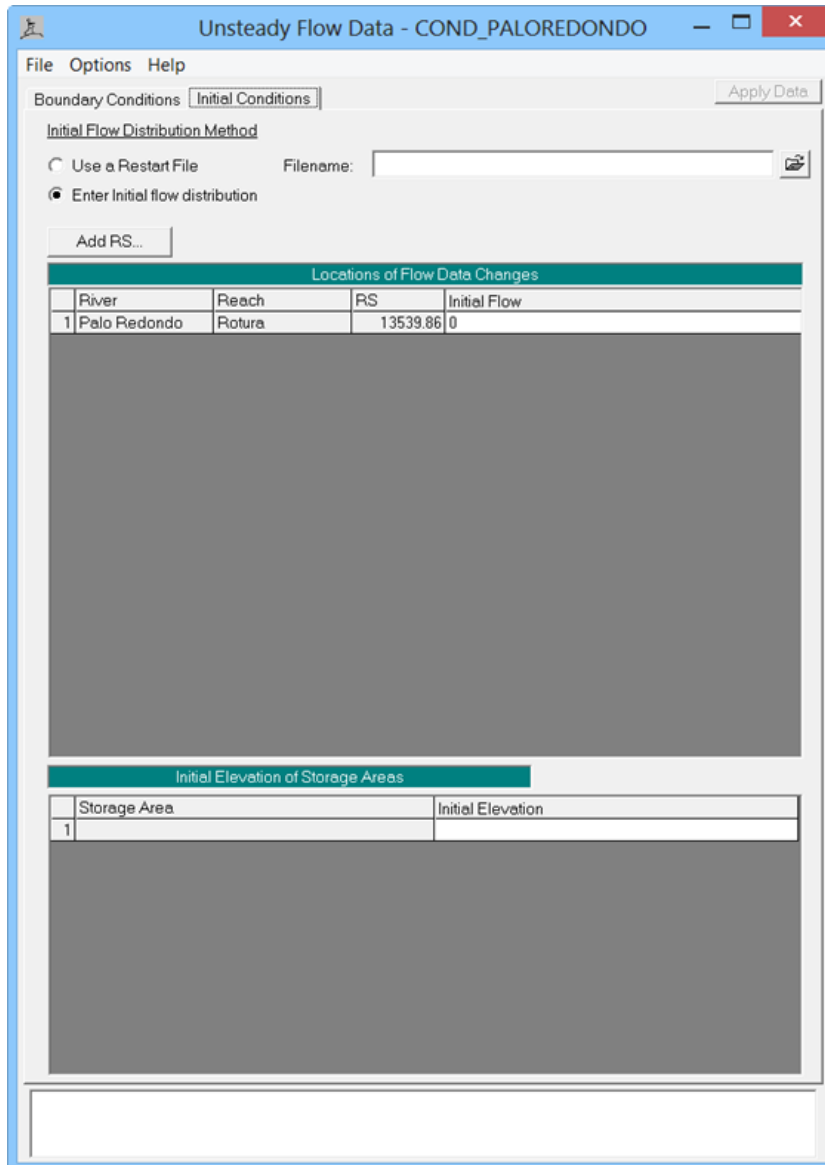 Unsteady Flow Data - COND_PALOREDONDO
File Options Help
Boundary Conditions Initial Conditions Apply Data
Initial Flow Distribution Method
Use a Restart File Filename:
Enter Initial flow distribution
Add RS...
Locations of Flow Data Changes
River Reach RS Initial Flow
1 Palo Redondo Rotura 13539.86 0
Initial Elevation of Storage Areas
Storage Area Initial Elevation
1